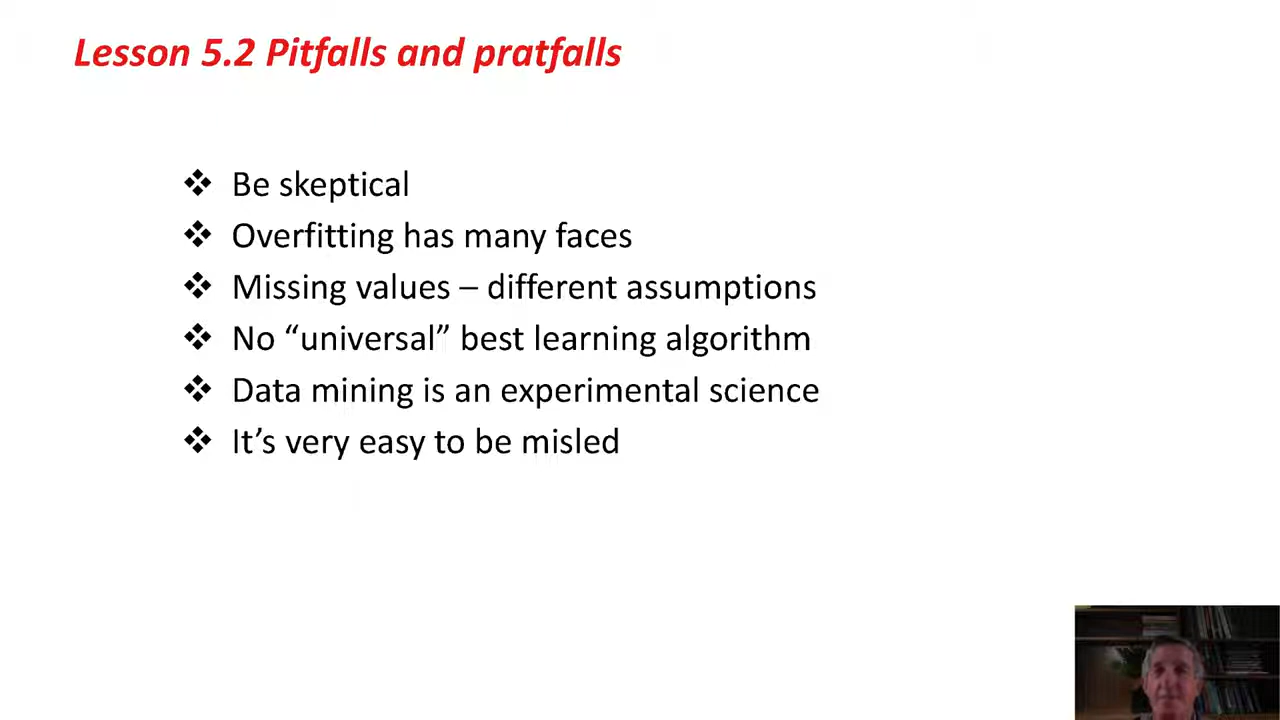 Lesson 5.2 Pitfalls and pratfalls
❖ Be skeptical
❖ Overfitting has many faces
❖ Missing values – different assumptions
❖ No “universal” best learning algorithm
❖ Data mining is an experimental science
❖ It’s very easy to be misled